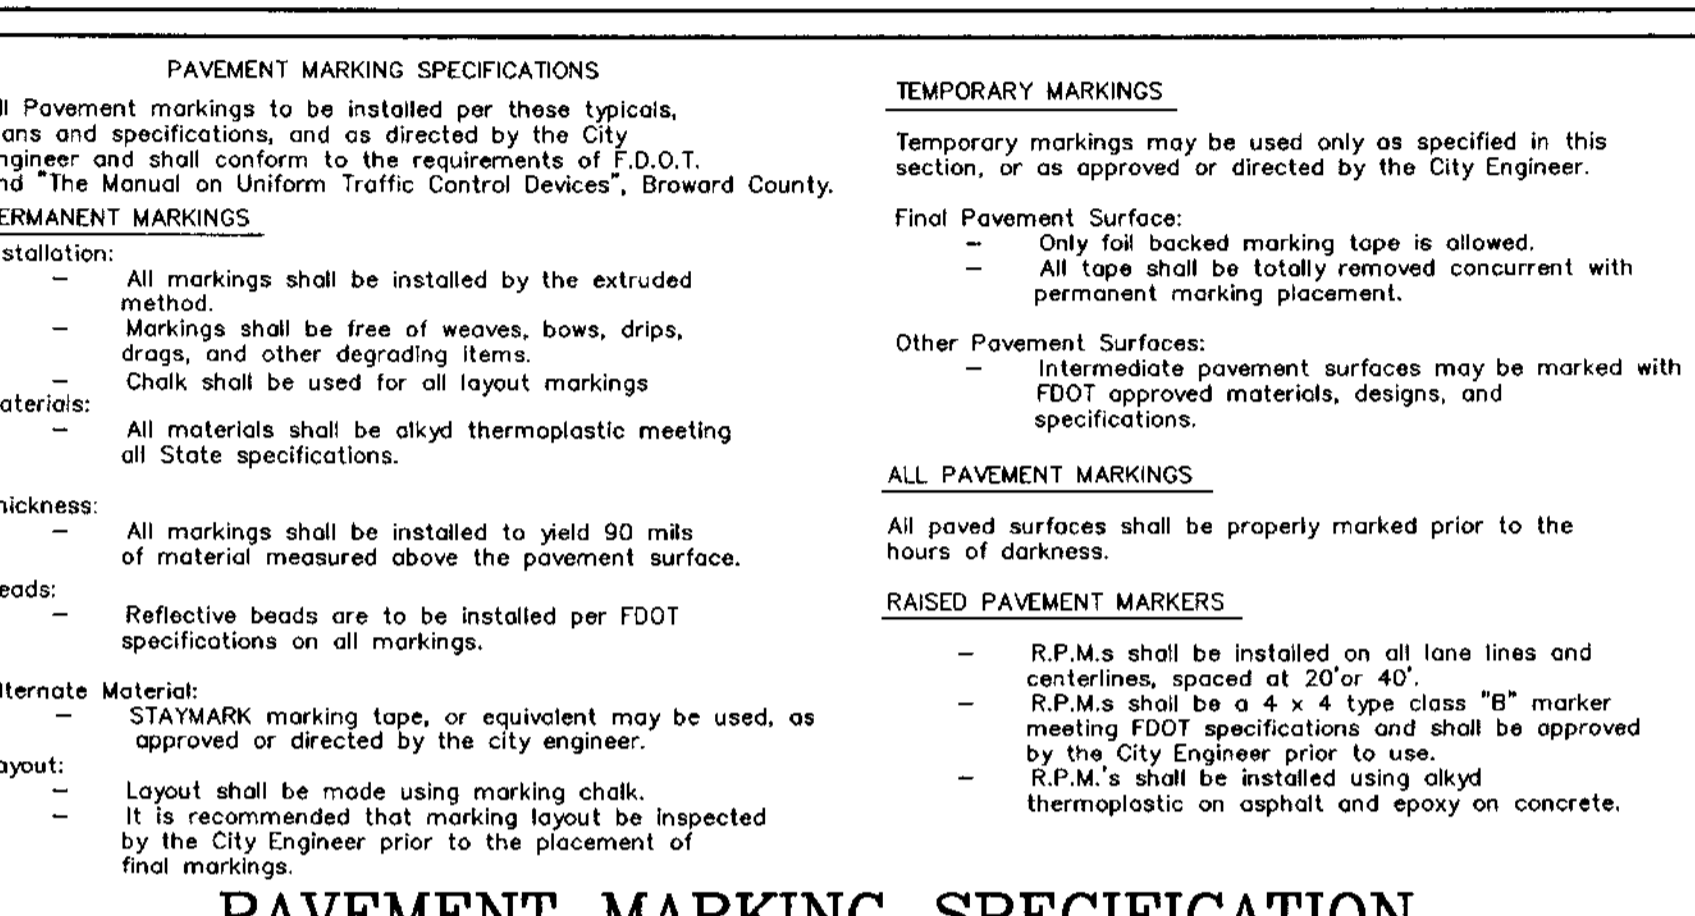 PAVEMENT MARKING SPECIFICATIONS
ll Pavement markings to be installed per these typicals,
ans and specifications, and as directed by the City
ngineer and shall conform to the requirements of F.D.O.T.
nd "The Manual on Uniform Traffic Control Devices", Broward County.
ERMANENT MARKINGS
stallation:
— All markings shall be installed by the extruded
method.
— Markings shall be free of weaves, bows, drips,
drags, and other degrading items.
— Chalk shall be used for all layout markings
aterials:
— All materials shall be alkyd thermoplastic meeting
all State specifications.
hickness:
— All markings shall be installed to yield 90 mils
of material measured above the pavement surface.
eads:
— Reflective beads are to be installed per FDOT
specifications on all markings.
lternate Material:
— STAYMARK marking tape, or equivalent may be used, as
approved or directed by the city engineer.
ayout:
— Layout shall be made using marking chalk.
— It is recommended that marking layout be inspected
by the City Engineer prior to the placement of
final markings.
TEMPORARY MARKINGS
Temporary markings may be used only as specified in this
section, or as approved or directed by the City Engineer.
Final Pavement Surface:
— Only foil backed marking tape is allowed.
— All tape shall be totally removed concurrent with
permanent marking placement.
Other Pavement Surfaces:
— Intermediate pavement surfaces may be marked with
FDOT approved materials, designs, and
specifications.
ALL PAVEMENT MARKINGS
All paved surfaces shall be properly marked prior to the
hours of darkness.
RAISED PAVEMENT MARKERS
— R.P.M.s shall be installed on all lane lines and
centerlines, spaced at 20'or 40'.
— R.P.M.s shall be a 4 x 4 type class "B" marker
meeting FDOT specifications and shall be approved
by the City Engineer prior to use.
— R.P.M.'s shall be installed using alkyd
thermoplastic on asphalt and epoxy on concrete.
PAVEMENT MARKING SPECIFICATION